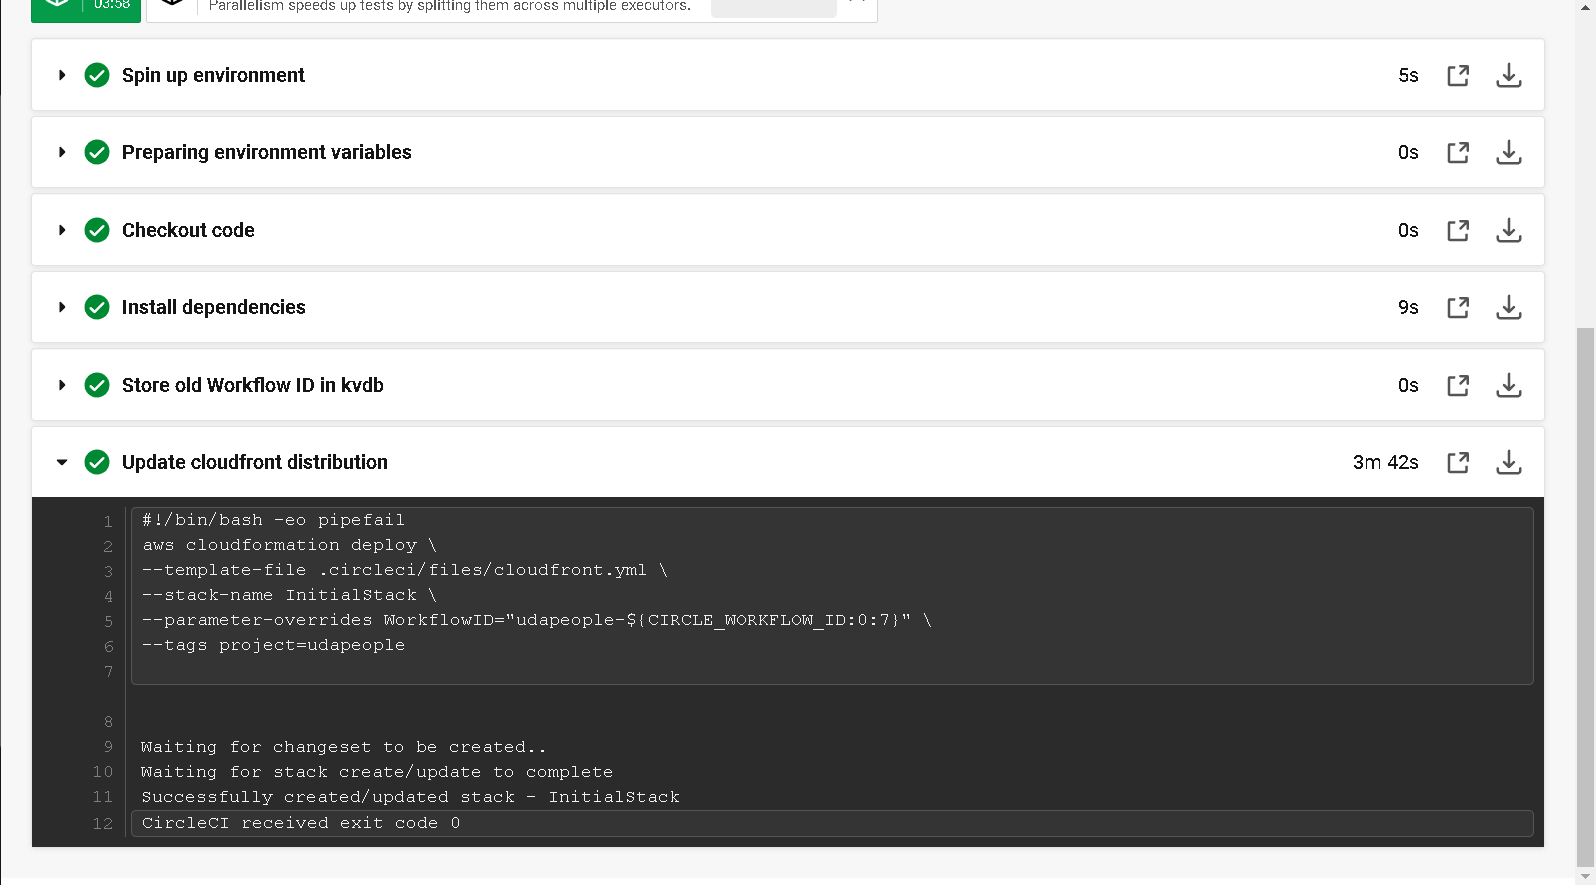 03:58
Parallelism speeds up tests by splitting them across multiple executors.
Spin up environment 5s
Preparing environment variables 0s
Checkout code 0s
Install dependencies 9s
Store old Workflow ID in kvdb 0s
Update cloudfront distribution 3m 42s
1 #!/bin/bash -eo pipefail
2 aws cloudformation deploy \
3 --template-file .circleci/files/cloudfront.yml \
4 --stack-name InitialStack \
5 --parameter-overrides WorkflowID="udapeople-${CIRCLE_WORKFLOW_ID:0:7}" \
6 --tags project=udapeople
7
8
9 Waiting for changeset to be created..
10 Waiting for stack create/update to complete
11 Successfully created/updated stack - InitialStack
12 CircleCI received exit code 0